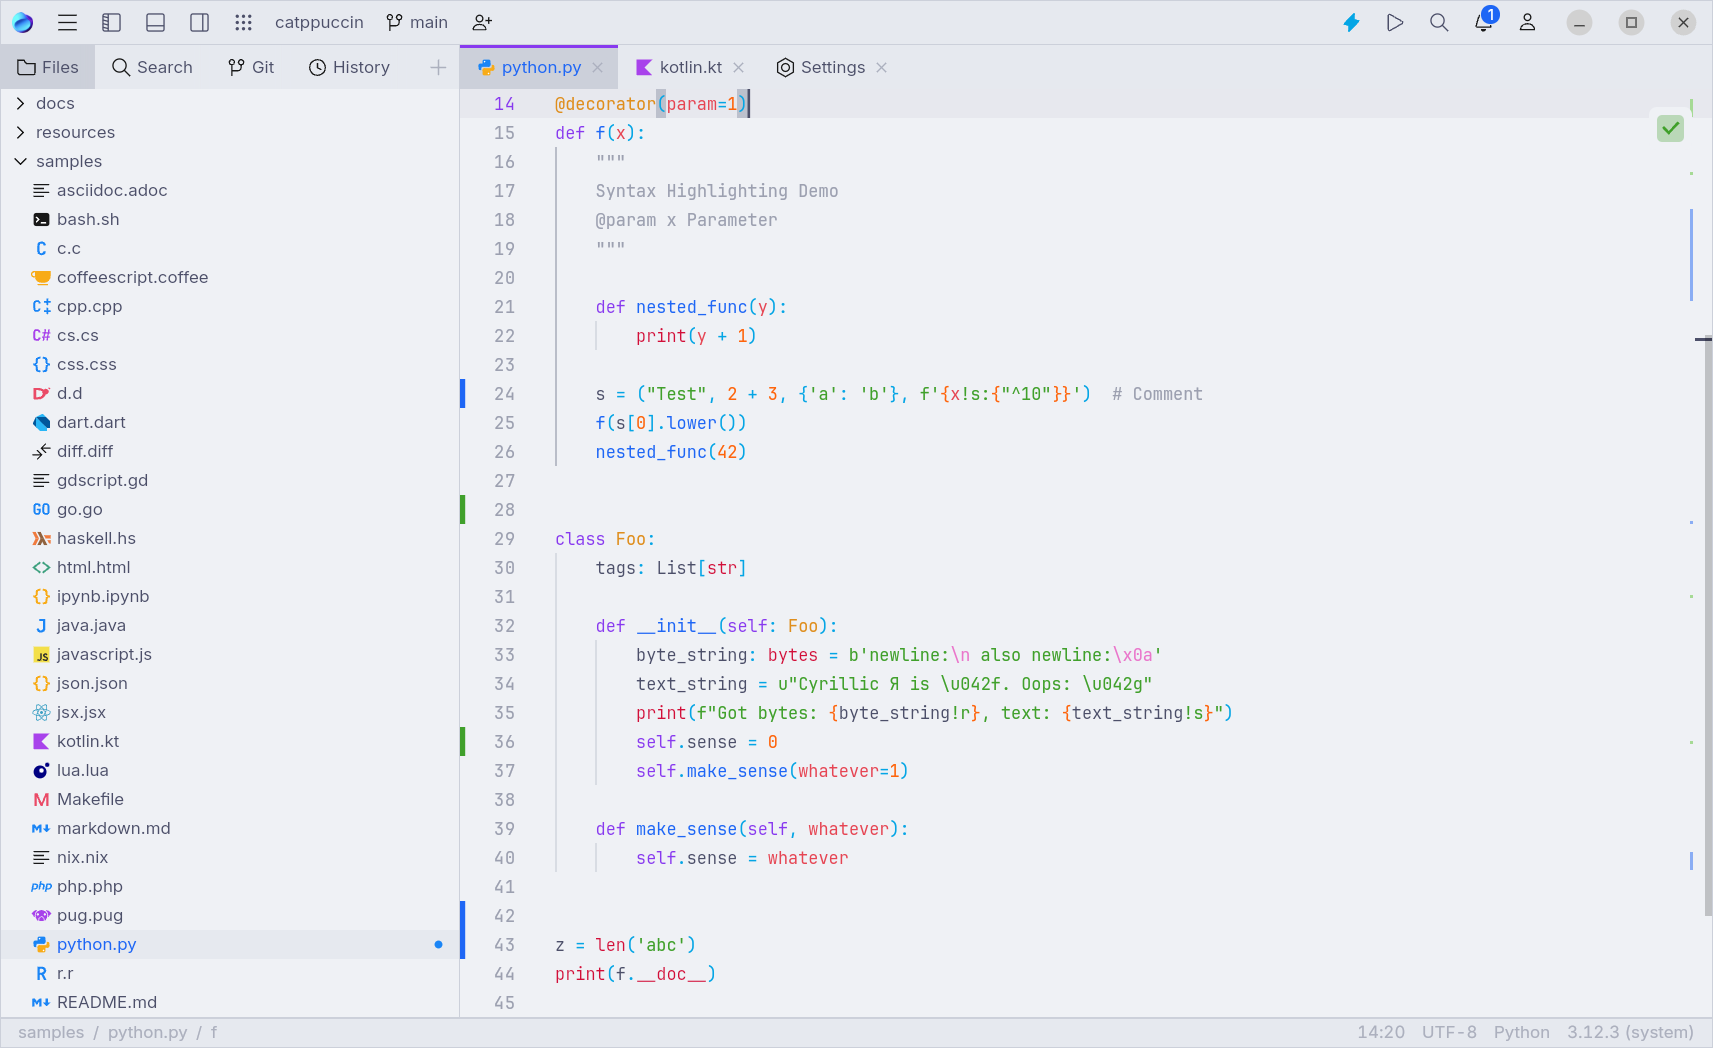 catppuccin main 1
Files Search Git History python.py kotlin.kt Settings
docs
resources
samples
asciidoc.adoc
bash.sh
C c.c
coffeescript.coffee
C‡ cpp.cpp
C# cs.cs
{} css.css
d.d
dart.dart
diff.diff
gdscript.gd
GO go.go
haskell.hs
<> html.html
{} ipynb.ipynb
J java.java
JS javascript.js
{} json.json
jsx.jsx
kotlin.kt
lua.lua
M Makefile
M↓ markdown.md
nix.nix
php php.php
pug.pug
python.py
R r.r
M↓ README.md
14 @decorator(param=1)
15 def f(x):
16     """
17     Syntax Highlighting Demo
18     @param x Parameter
19     """
20
21     def nested_func(y):
22         print(y + 1)
23
24     s = ("Test", 2 + 3, {'a': 'b'}, f'{x!s:{"^10"}}')  # Comment
25     f(s[0].lower())
26     nested_func(42)
27
28
29 class Foo:
30     tags: List[str]
31
32     def __init__(self: Foo):
33         byte_string: bytes = b'newline:\n also newline:\x0a'
34         text_string = u"Cyrillic Я is \u042f. Oops: \u042g"
35         print(f"Got bytes: {byte_string!r}, text: {text_string!s}")
36         self.sense = 0
37         self.make_sense(whatever=1)
38
39     def make_sense(self, whatever):
40         self.sense = whatever
41
42
43 z = len('abc')
44 print(f.__doc__)
45
samples / python.py / f 14:20 UTF-8 Python 3.12.3 (system)